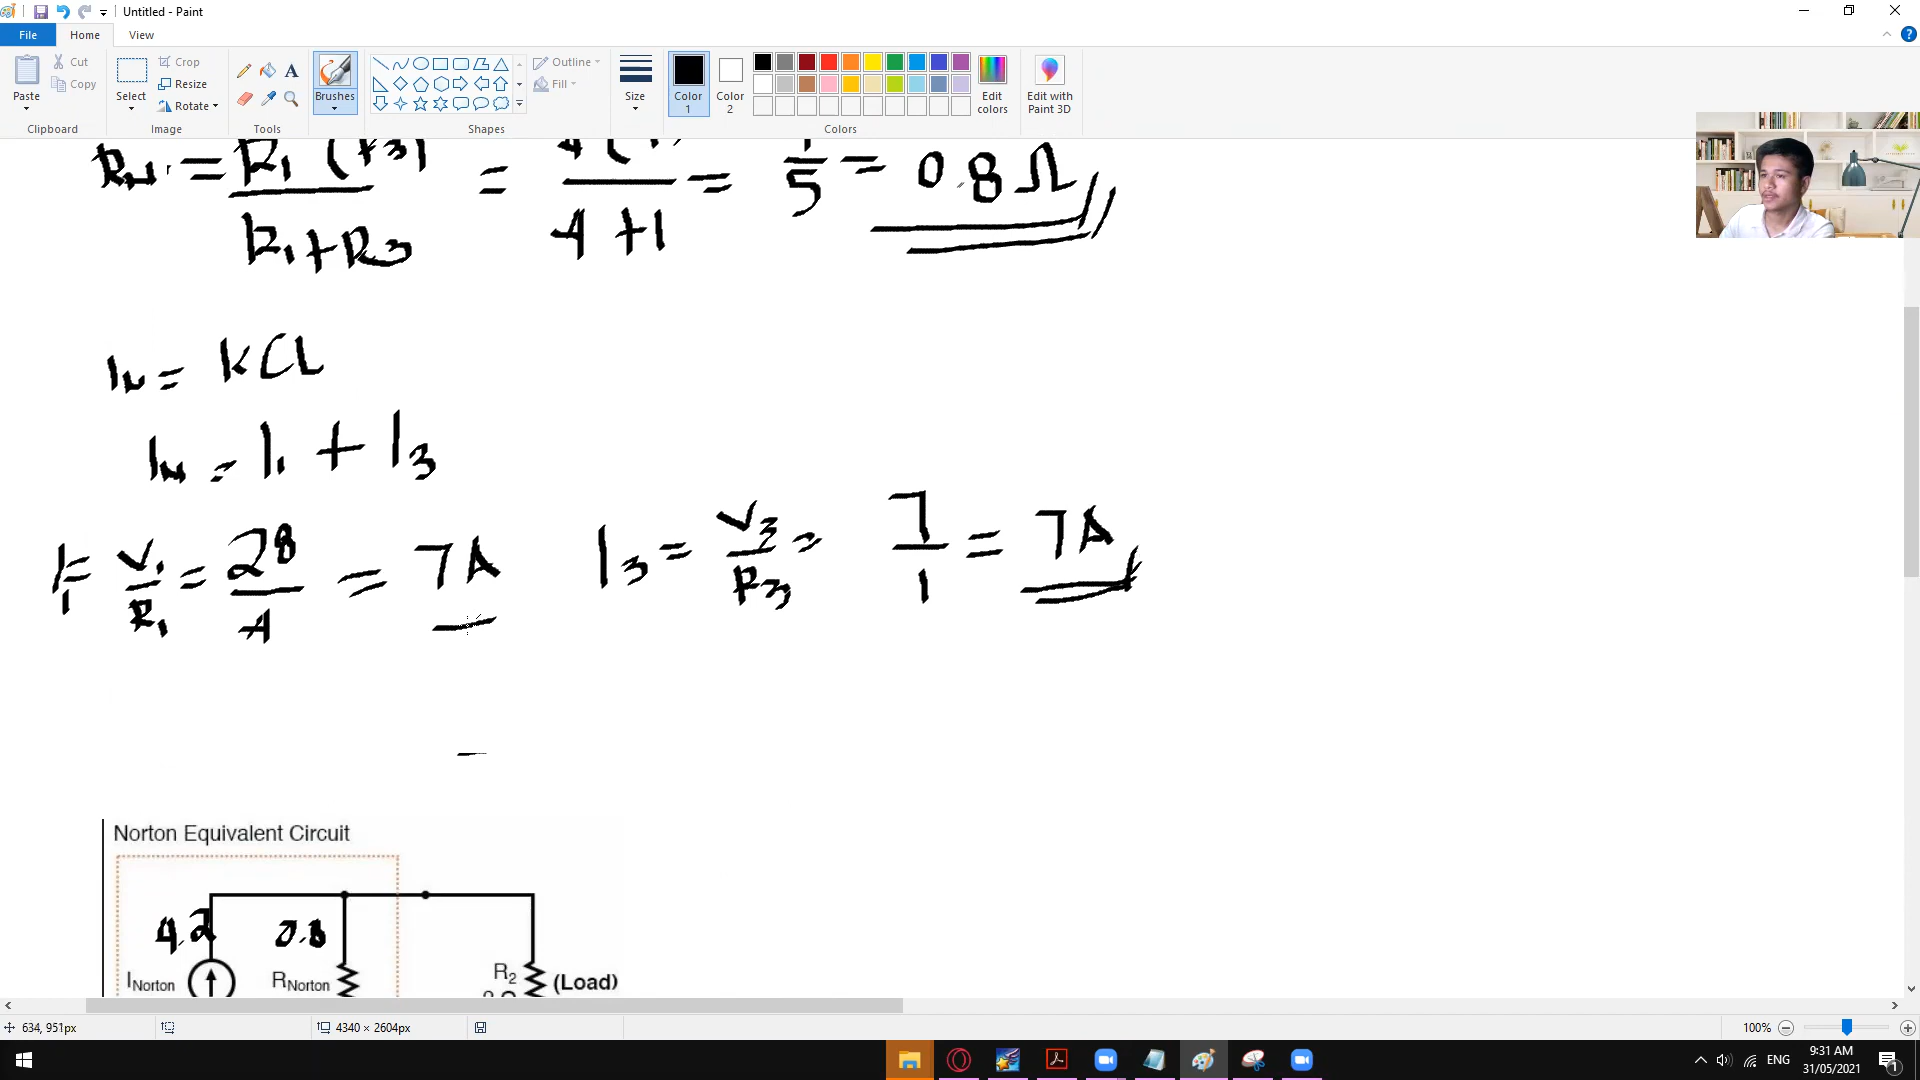 Untitled - Paint
File Home View
Paste
Cut
Copy
Clipboard
Select
Crop
Resize
Rotate
Image
Tools
Brushes
Shapes
Outline
Fill
Size
Color 1
Color 2
Edit colors
Colors
Edit with Paint 3D
= = = 0.8 Ω
R1+R3 4+1 5
IN = KCL
IN = I1 + I3
I1 = V1/R1 = 28/4 = 7A I3 = V3/R3 = 7/1 = 7A
Norton Equivalent Circuit
4.2 0.8
INorton RNorton R2 (Load)
634, 951px 4340 × 2604px 100%
ENG 9:31 AM
31/05/2021
1